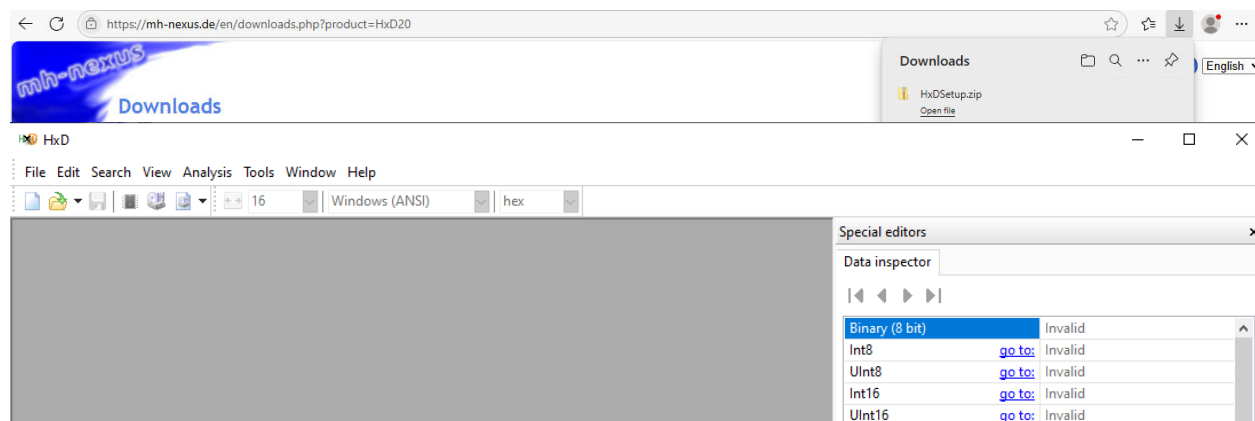 https://mh-nexus.de/en/downloads.php?product=HxD20
mh-nexus
Downloads
Downloads
English
HxDSetup.zip
Open file
HxD
File Edit Search View Analysis Tools Window Help
16 Windows (ANSI) hex
Special editors
Data inspector
Binary (8 bit) Invalid
Int8 go to: Invalid
UInt8 go to: Invalid
Int16 go to: Invalid
UInt16 go to: Invalid